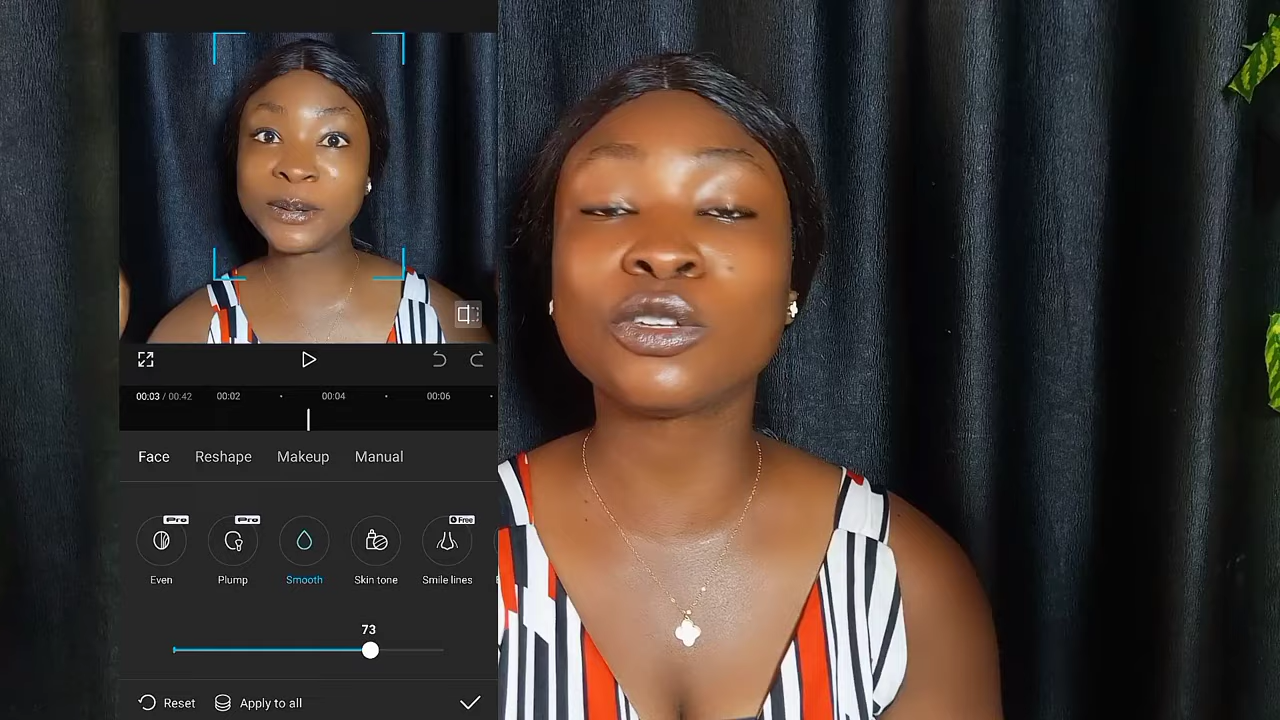 00:03 / 00:42 00:02 00:04 00:06
Face Reshape Makeup Manual
Pro Pro Free
Even Plump Smooth Skin tone Smile lines
73
Reset Apply to all